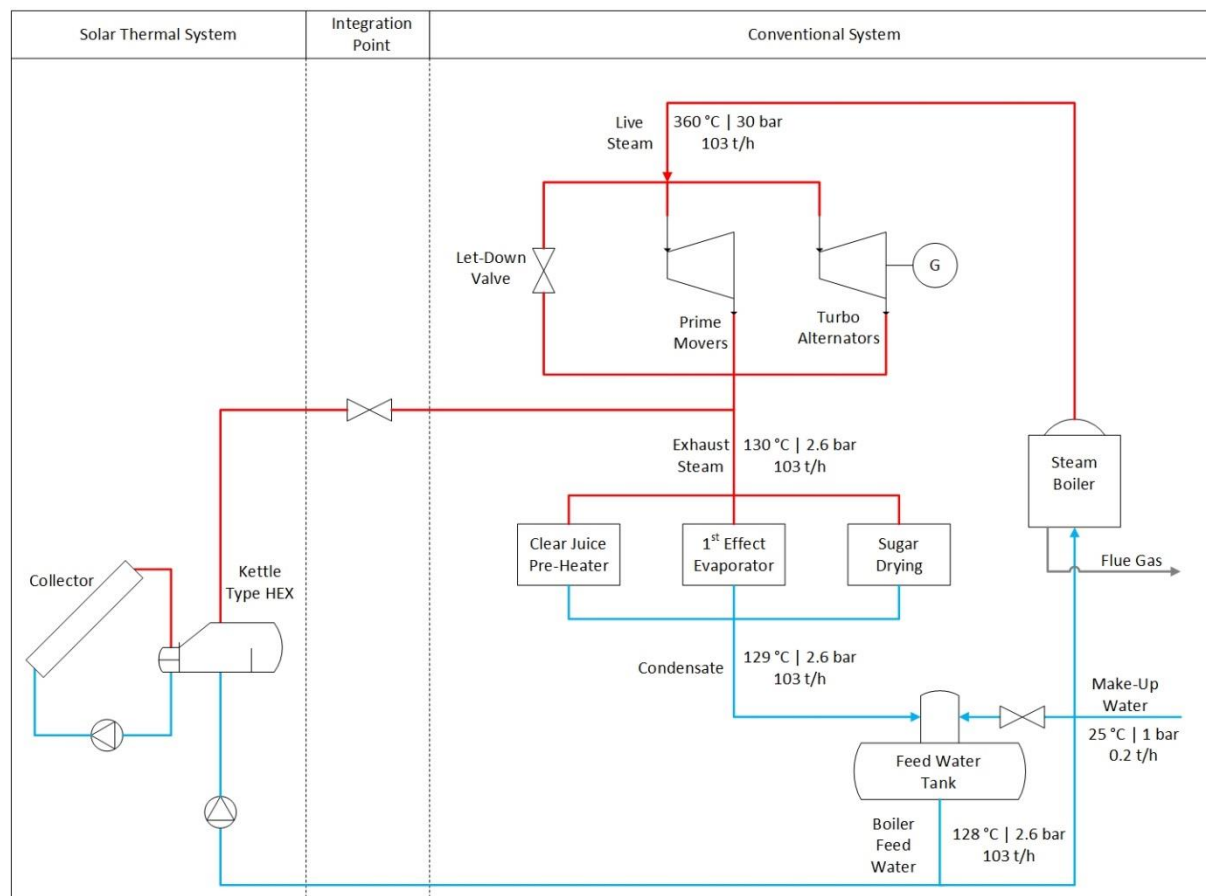 Solar Thermal System
Integration
Point
Conventional System
Live
Steam
360 °C | 30 bar
103 t/h
Let-Down
Valve
G
Prime
Movers
Turbo
Alternators
Exhaust
Steam
130 °C | 2.6 bar
103 t/h
Steam
Boiler
Clear Juice
Pre-Heater
1st Effect
Evaporator
Sugar
Drying
Flue Gas
Collector
Kettle
Type HEX
Condensate
129 °C | 2.6 bar
103 t/h
Make-Up
Water
25 °C | 1 bar
0.2 t/h
Feed Water
Tank
Boiler
Feed
Water
128 °C | 2.6 bar
103 t/h